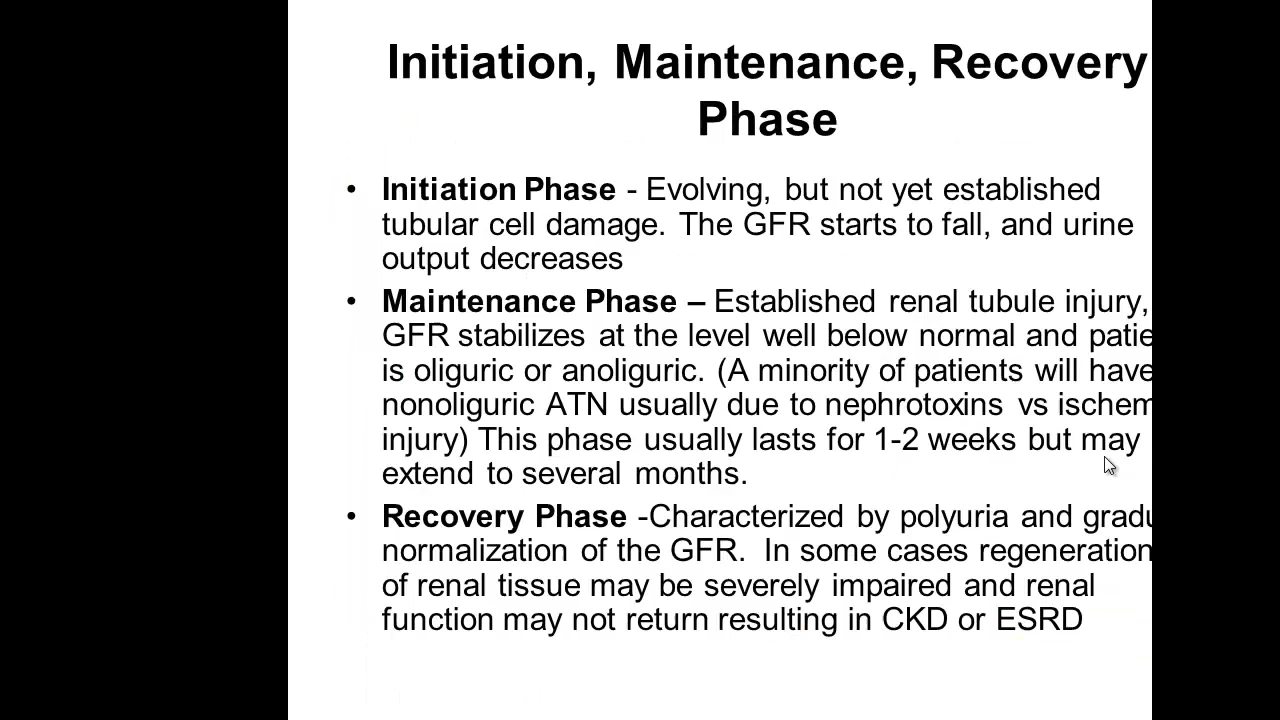 Initiation, Maintenance, Recovery
Phase
• Initiation Phase - Evolving, but not yet established
tubular cell damage. The GFR starts to fall, and urine
output decreases
• Maintenance Phase – Established renal tubule injury,
GFR stabilizes at the level well below normal and patie
is oliguric or anoliguric. (A minority of patients will have
nonoliguric ATN usually due to nephrotoxins vs ischem
injury) This phase usually lasts for 1-2 weeks but may
extend to several months.
• Recovery Phase -Characterized by polyuria and gradu
normalization of the GFR. In some cases regeneration
of renal tissue may be severely impaired and renal
function may not return resulting in CKD or ESRD